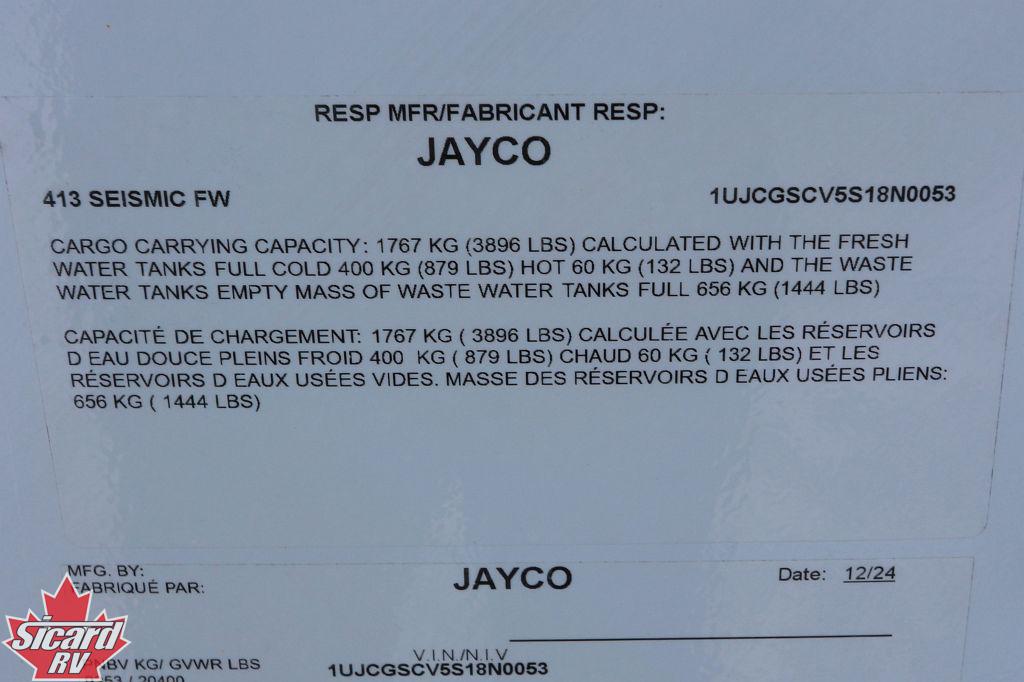 RESP MFR/FABRICANT RESP:
JAYCO
413 SEISMIC FW 1UJCGSCV5S18N0053
CARGO CARRYING CAPACITY: 1767 KG (3896 LBS) CALCULATED WITH THE FRESH
WATER TANKS FULL COLD 400 KG (879 LBS) HOT 60 KG (132 LBS) AND THE WASTE
WATER TANKS EMPTY MASS OF WASTE WATER TANKS FULL 656 KG (1444 LBS)
CAPACITÉ DE CHARGEMENT: 1767 KG ( 3896 LBS) CALCULÉE AVEC LES RÉSERVOIRS
D EAU DOUCE PLEINS FROID 400 KG ( 879 LBS) CHAUD 60 KG ( 132 LBS) ET LES
RÉSERVOIRS D EAUX USÉES VIDES. MASSE DES RÉSERVOIRS D EAUX USÉES PLIENS:
656 KG ( 1444 LBS)
MFG. BY:
FABRIQUÉ PAR:
JAYCO
Date: 12/24
Sicard
RV
V.I.N./N.I.V
KG/ GVWR LBS
1UJCGSCV5S18N0053
/ 20400